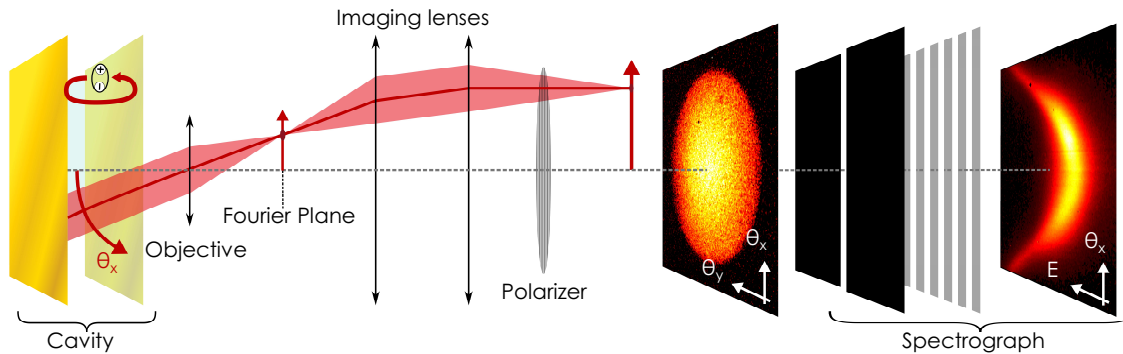 Imaging lenses
+
−
Fourier Plane
Objective
θx
Polarizer
θx
θy
θx
E
Cavity
Spectrograph